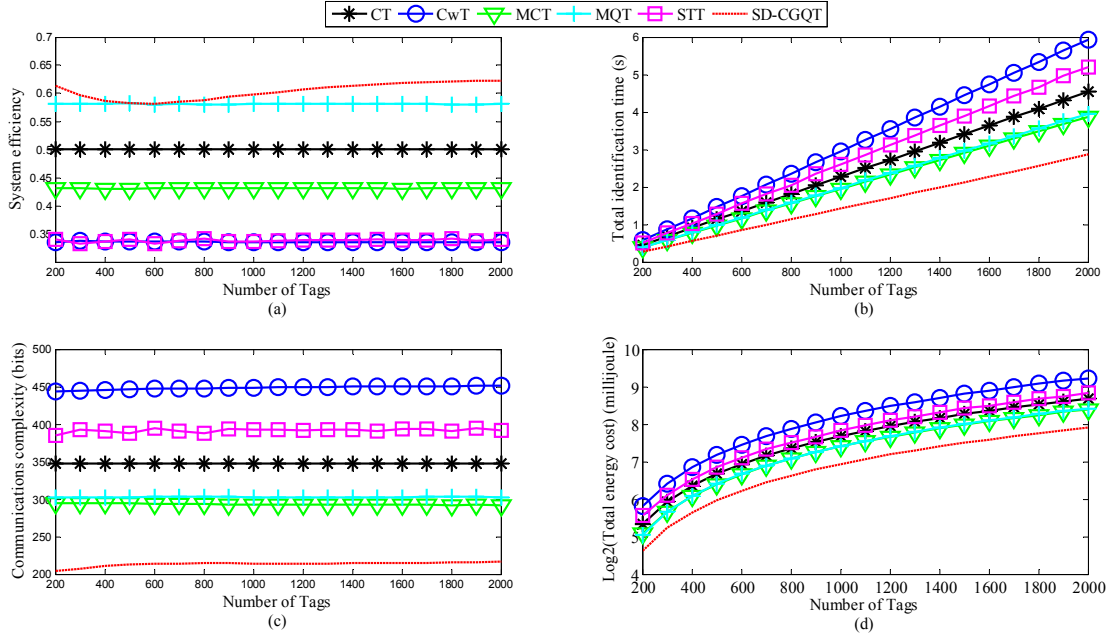 CT CwT MCT MQT STT SD-CGQT
(a)
System efficiency
0.7
0.65
0.6
0.55
0.5
0.45
0.4
0.35
200 400 600 800 1000 1200 1400 1600 1800 2000
Number of Tags
(b)
Total identification time (s)
6
5
4
3
2
1
0
200 400 600 800 1000 1200 1400 1600 1800 2000
Number of Tags
(c)
Communications complexity (bits)
500
450
400
350
300
250
200
200 400 600 800 1000 1200 1400 1600 1800 2000
Number of Tags
(d)
Log2(Total energy cost) (millijoule)
10
9
8
7
6
5
4
200 400 600 800 1000 1200 1400 1600 1800 2000
Number of Tags